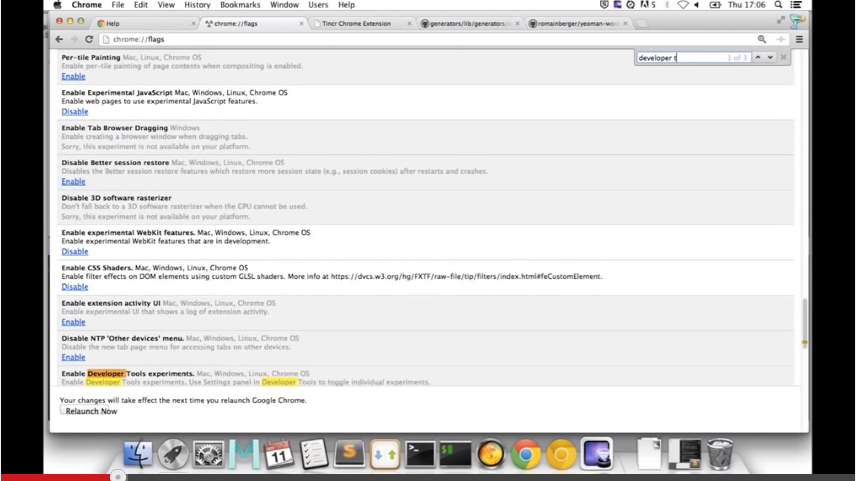 Chrome File Edit View History Bookmarks Window Users Help
5
Thu 17:06
Help
chrome://flags
Tincr Chrome Extension
generators/lib/generators/
romainberger/yeoman-wor
chrome://flags
developer t
1 of 3
Per-tile Painting Mac, Linux, Chrome OS
Enable per-tile painting of page contents when compositing is enabled.
Enable
Enable Experimental JavaScript Mac, Windows, Linux, Chrome OS
Enable web pages to use experimental JavaScript features.
Disable
Enable Tab Browser Dragging Windows
Enable creating a browser window when dragging tabs.
Sorry, this experiment is not available on your platform.
Disable Better session restore Mac, Windows, Linux, Chrome OS
Disables the Better session restore features which restore more session state (e.g., session cookies) after restarts and crashes.
Enable
Disable 3D software rasterizer
Don't fall back to a 3D software rasterizer when the GPU cannot be used.
Sorry, this experiment is not available on your platform.
Enable experimental WebKit features. Mac, Windows, Linux, Chrome OS
Enable experimental WebKit features that are in development.
Disable
Enable CSS Shaders. Mac, Windows, Linux, Chrome OS
Enable filter effects on DOM elements using custom GLSL shaders. More info at https://dvcs.w3.org/hg/FXTF/raw-file/tip/filters/index.html#feCustomElement.
Disable
Enable extension activity UI Mac, Windows, Linux, Chrome OS
Enable experimental UI that shows a log of extension activity.
Enable
Disable NTP 'Other devices' menu. Mac, Windows, Linux, Chrome OS
Disable the new tab page menu for accessing tabs on other devices.
Enable
Enable Developer Tools experiments. Mac, Windows, Linux, Chrome OS
Enable Developer Tools experiments. Use Settings panel in Developer Tools to toggle individual experiments.
Your changes will take effect the next time you relaunch Google Chrome.
Relaunch Now
M
11
S